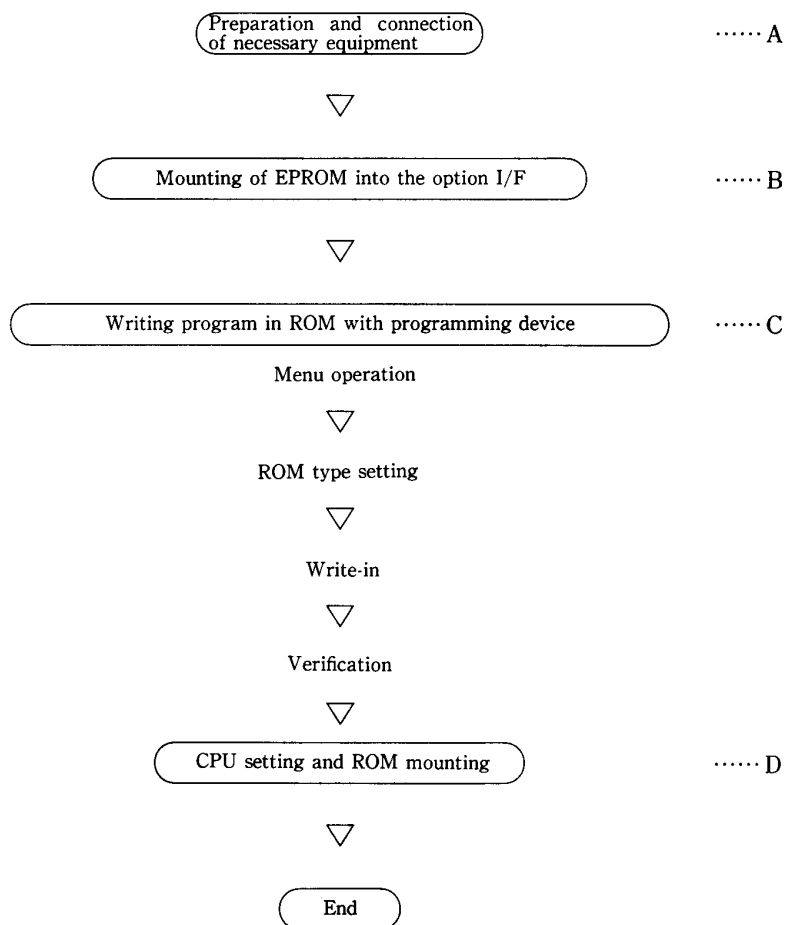 Preparation and connection
of necessary equipment ······ A
Mounting of EPROM into the option I/F ······ B
Writing program in ROM with programming device ······ C
Menu operation
ROM type setting
Write-in
Verification
CPU setting and ROM mounting ······ D
End